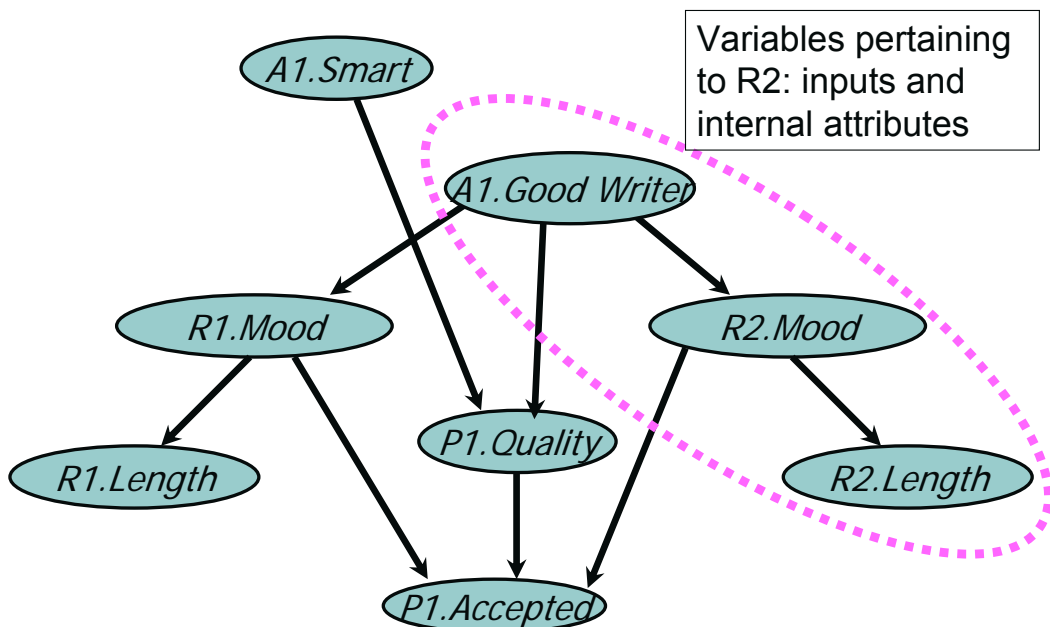 Variables pertaining
to R2: inputs and
internal attributes
A1.Smart
A1.Good Writer
R1.Mood
R2.Mood
P1.Quality
R1.Length
R2.Length
P1.Accepted